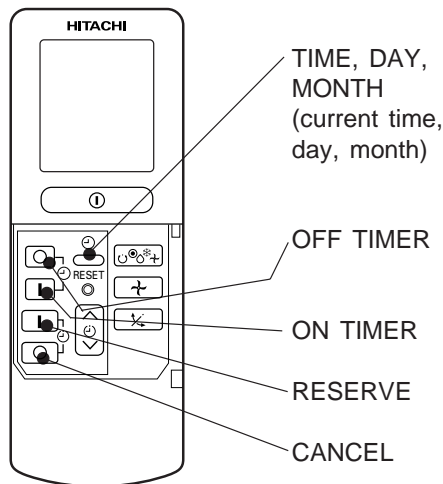 HITACHI
TIME, DAY,
MONTH
(current time,
day, month)
RESET
OFF TIMER
ON TIMER
RESERVE
CANCEL